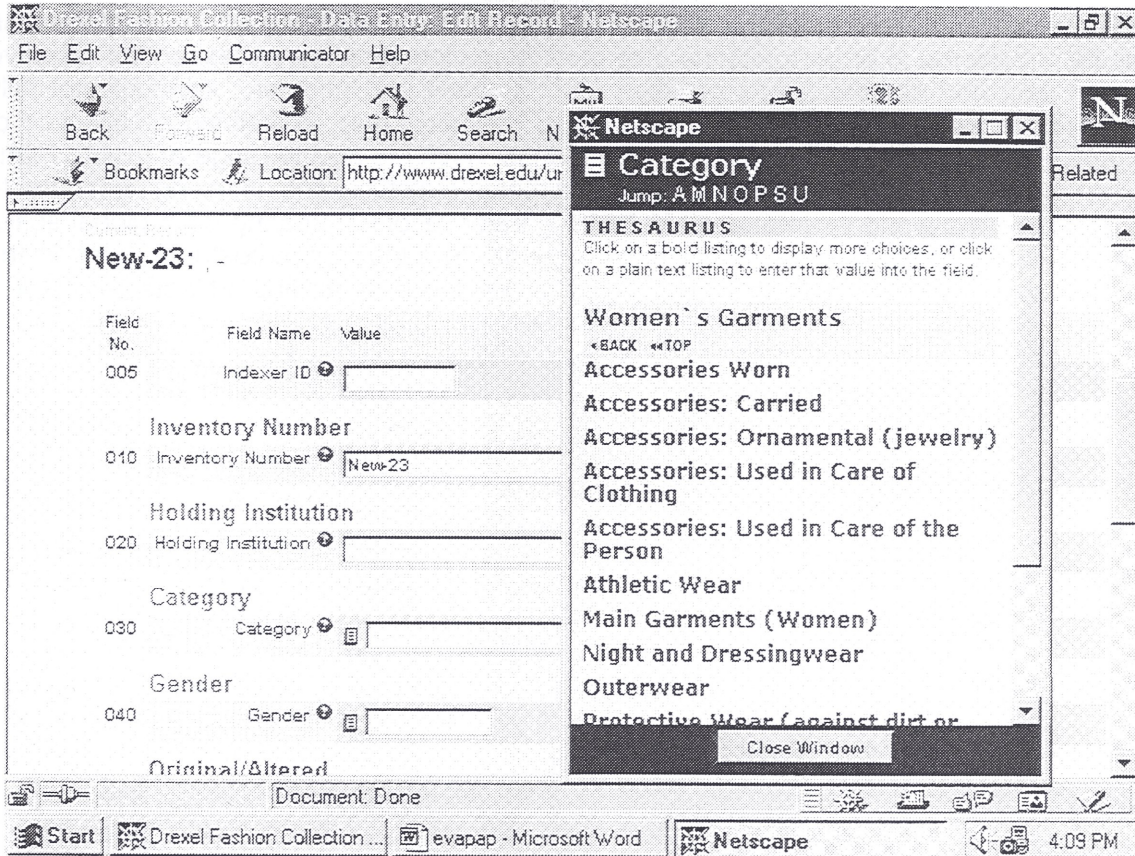 Drexel Fashion Collection - Data Entry: Edit Record - Netscape
File Edit View Go Communicator Help
Back Forward Reload Home Search N
Bookmarks Location: http://www.drexel.edu/ur
Related
New-23: , -
Field No.
Field Name Value
005 Indexer ID
Inventory Number
010 Inventory Number New-23
Holding Institution
020 Holding Institution
Category
030 Category
Gender
040 Gender
Original/Altered
Netscape
Category
Jump: A M N O P S U
THESAURUS
Click on a bold listing to display more choices, or click
on a plain text listing to enter that value into the field.
Women`s Garments
<BACK <<TOP
Accessories Worn
Accessories: Carried
Accessories: Ornamental (jewelry)
Accessories: Used in Care of
Clothing
Accessories: Used in Care of the
Person
Athletic Wear
Main Garments (Women)
Night and Dressingwear
Outerwear
Protective Wear (against dirt or
Close Window
Document: Done
Start Drexel Fashion Collection ... evapap - Microsoft Word Netscape 4:09 PM